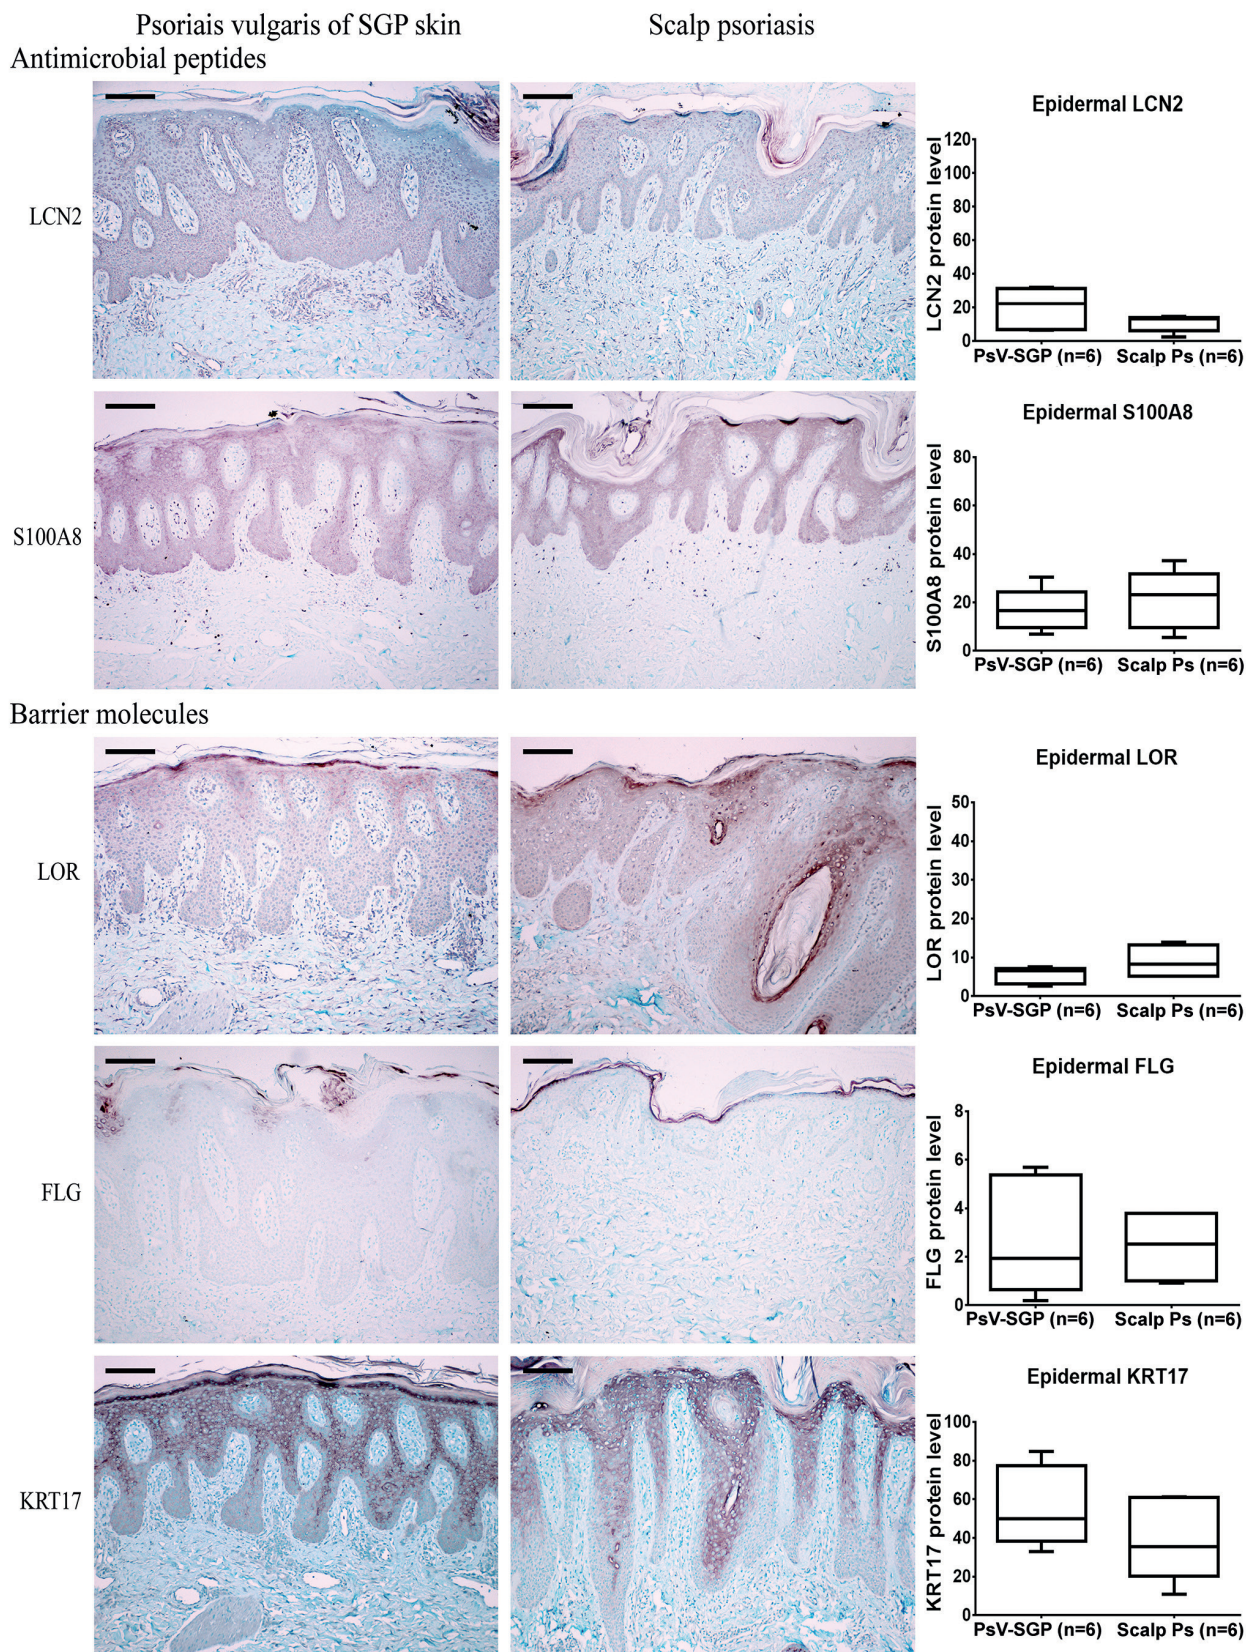 Psoriais vulgaris of SGP skin
Scalp psoriasis
Antimicrobial peptides
LCN2
Epidermal LCN2
LCN2 protein level
120
100
80
60
40
20
0
PsV-SGP (n=6)
Scalp Ps (n=6)
S100A8
Epidermal S100A8
S100A8 protein level
80
60
40
20
0
PsV-SGP (n=6)
Scalp Ps (n=6)
Barrier molecules
LOR
Epidermal LOR
LOR protein level
50
40
30
20
10
0
PsV-SGP (n=6)
Scalp Ps (n=6)
FLG
Epidermal FLG
FLG protein level
8
6
4
2
0
PsV-SGP (n=6)
Scalp Ps (n=6)
KRT17
Epidermal KRT17
KRT17 protein level
100
80
60
40
20
0
PsV-SGP (n=6)
Scalp Ps (n=6)